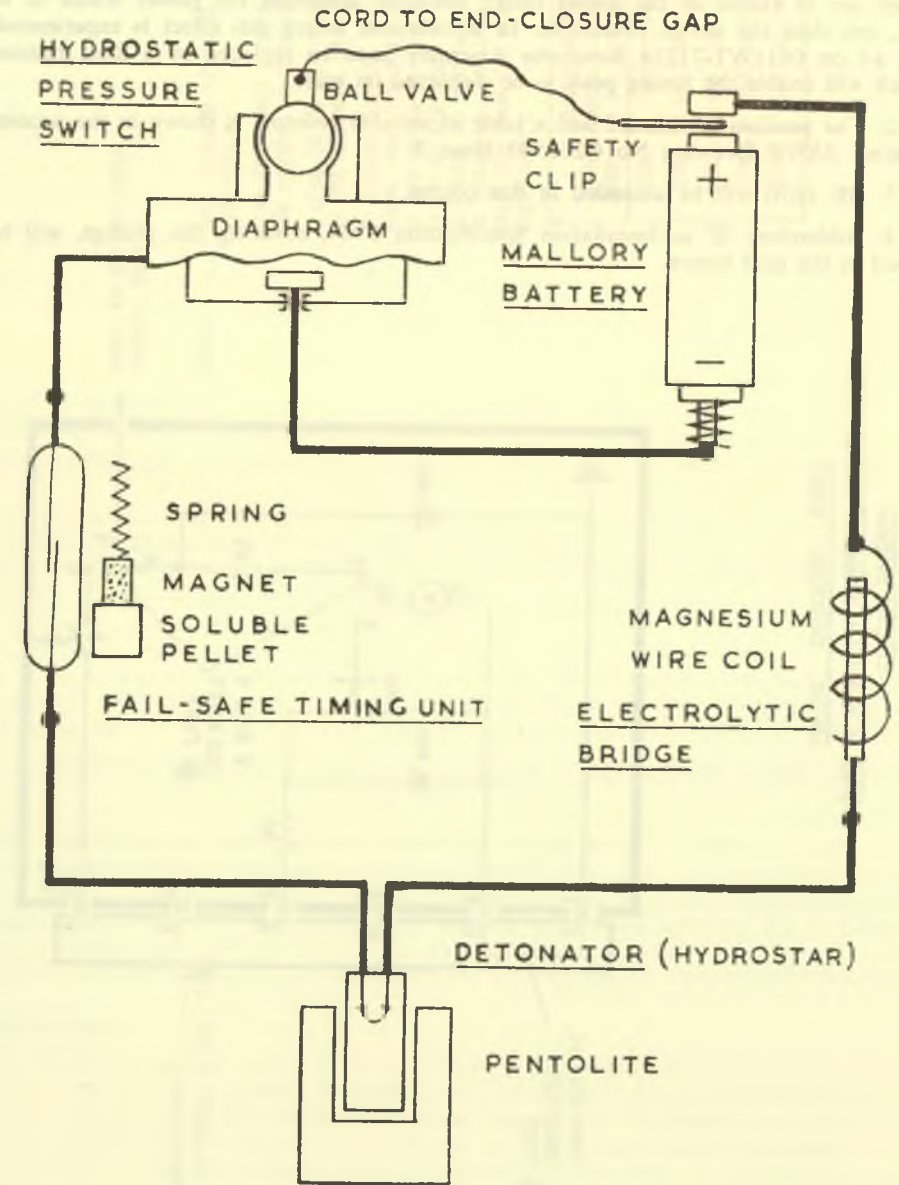 CORD TO END-CLOSURE GAP
HYDROSTATIC
PRESSURE
SWITCH
BALL VALVE
SAFETY
CLIP
+
DIAPHRAGM
MALLORY
BATTERY
−
SPRING
MAGNET
SOLUBLE
PELLET
FAIL-SAFE TIMING UNIT
MAGNESIUM
WIRE COIL
ELECTROLYTIC
BRIDGE
DETONATOR (HYDROSTAR)
PENTOLITE